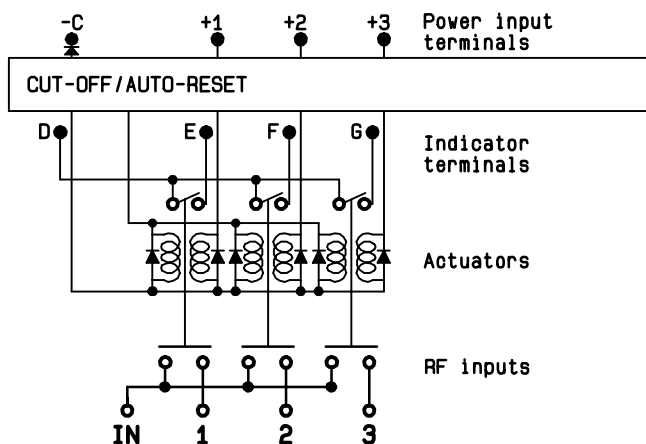 -C +1 +2 +3 Power input
terminals
CUT-OFF/AUTO-RESET
D E F G Indicator
terminals
Actuators
RF inputs
IN 1 2 3